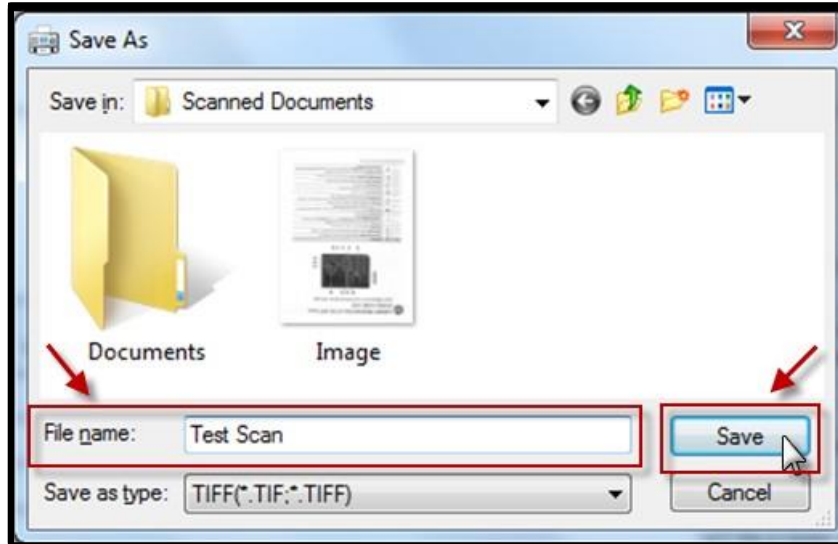 Save As
Save in: Scanned Documents
Documents Image
File name: Test Scan Save
Save as type: TIFF(*.TIF;*.TIFF) Cancel